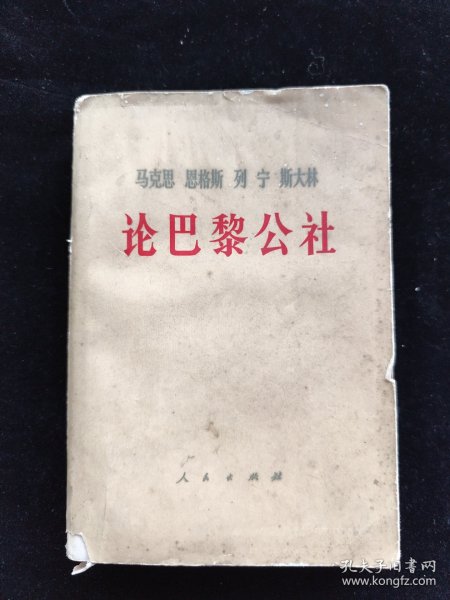 马克思 恩格斯 列宁 斯大林
论巴黎公社
人民出版社
孔夫子旧书网
www.kongfz.com